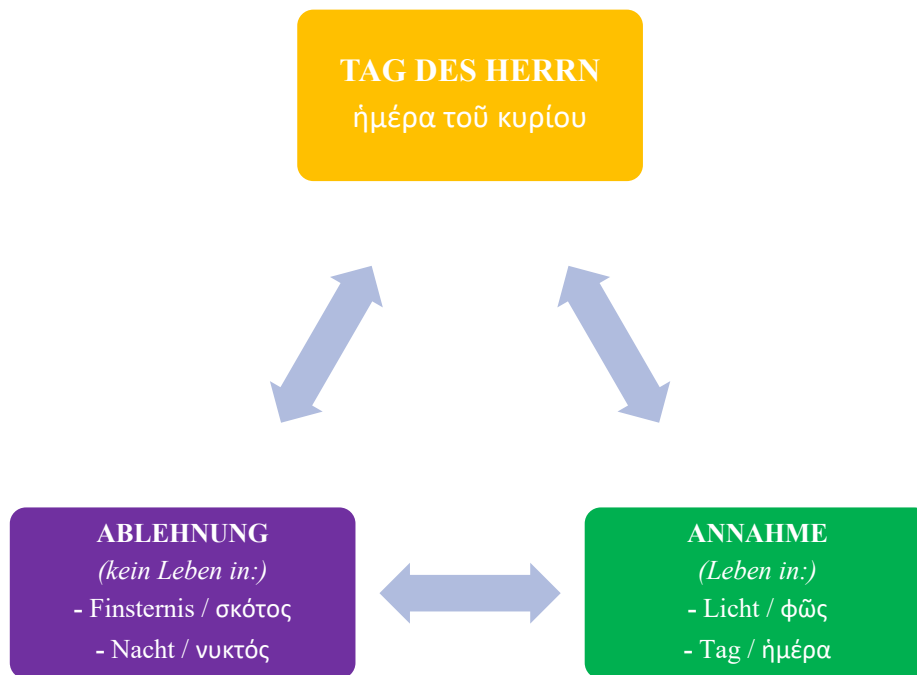 TAG DES HERRN
ἡμέρα τοῦ κυρίου
ABLEHNUNG
(kein Leben in:)
- Finsternis / σκότος
- Nacht / νυκτός
ANNAHME
(Leben in:)
- Licht / φῶς
- Tag / ἡμέρα